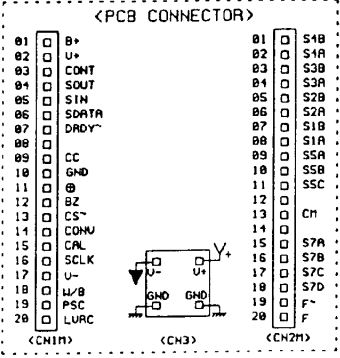 <PCB CONNECTOR>
01 B+
02 V+
03 CONT
04 SOUT
05 SIN
06 SDATA
07 DRDY~
08
09 CC
10 GND
11 ⊕
12 BZ
13 CS~
14 CONV
15 CAL
16 SCLK
17 V-
18 W/B
19 PSC
20 LVRC
<CN1M>
V- V+
GND GND
V+
<CN3>
01 S4B
02 S4A
03 S3B
04 S3A
05 S2B
06 S2A
07 S1B
08 S1A
09 S5A
10 S5B
11 S5C
12
13 CM
14
15 S7A
16 S7B
17 S7C
18 S7D
19 F~
20 F
<CN2M>